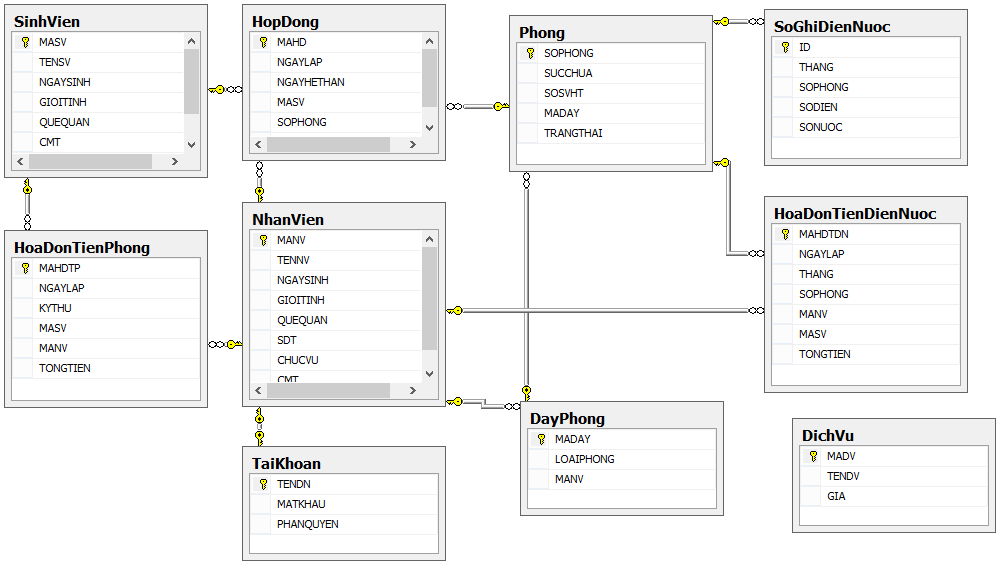 SinhVien
MASV
TENSV
NGAYSINH
GIOITINH
QUEQUAN
CMT
HopDong
MAHD
NGAYLAP
NGAYHETHAN
MASV
SOPHONG
Phong
SOPHONG
SUCCHUA
SOSVHT
MADAY
TRANGTHAI
SoGhiDienNuoc
ID
THANG
SOPHONG
SODIEN
SONUOC
HoaDonTienPhong
MAHDTP
NGAYLAP
KYTHU
MASV
MANV
TONGTIEN
NhanVien
MANV
TENNV
NGAYSINH
GIOITINH
QUEQUAN
SDT
CHUCVU
CMT
HoaDonTienDienNuoc
MAHDTDN
NGAYLAP
THANG
SOPHONG
MANV
MASV
TONGTIEN
TaiKhoan
TENDN
MATKHAU
PHANQUYEN
DayPhong
MADAY
LOAIPHONG
MANV
DichVu
MADV
TENDV
GIA